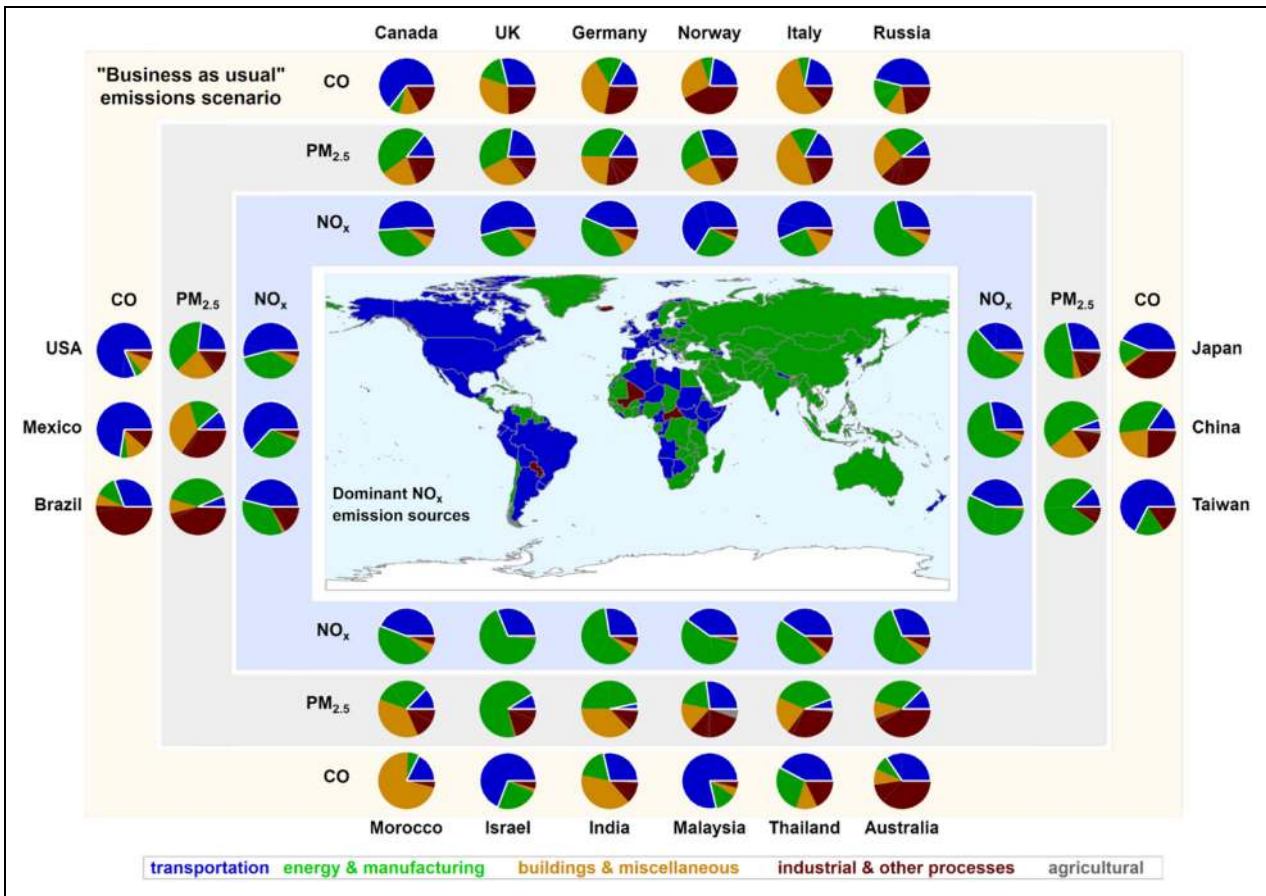 Canada UK Germany Norway Italy Russia
"Business as usual"
emissions scenario
CO
PM2.5
NOx
CO PM2.5 NOx
NOx PM2.5 CO
USA
Japan
Mexico
China
Brazil
Taiwan
Dominant NOx
emission sources
NOx
PM2.5
CO
Morocco Israel India Malaysia Thailand Australia
transportation energy & manufacturing buildings & miscellaneous industrial & other processes agricultural